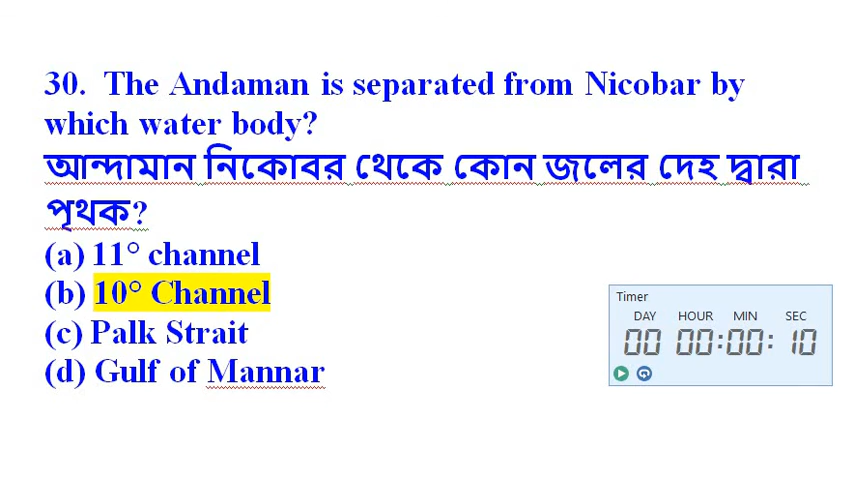 30. The Andaman is separated from Nicobar by
which water body?
আন্দামান নিকোবর থেকে কোন জলের দেহ দ্বারা
পৃথক?
(a) 11° channel
(b) 10° Channel
(c) Palk Strait
(d) Gulf of Mannar
Timer
DAY HOUR MIN SEC
00 00:00:10